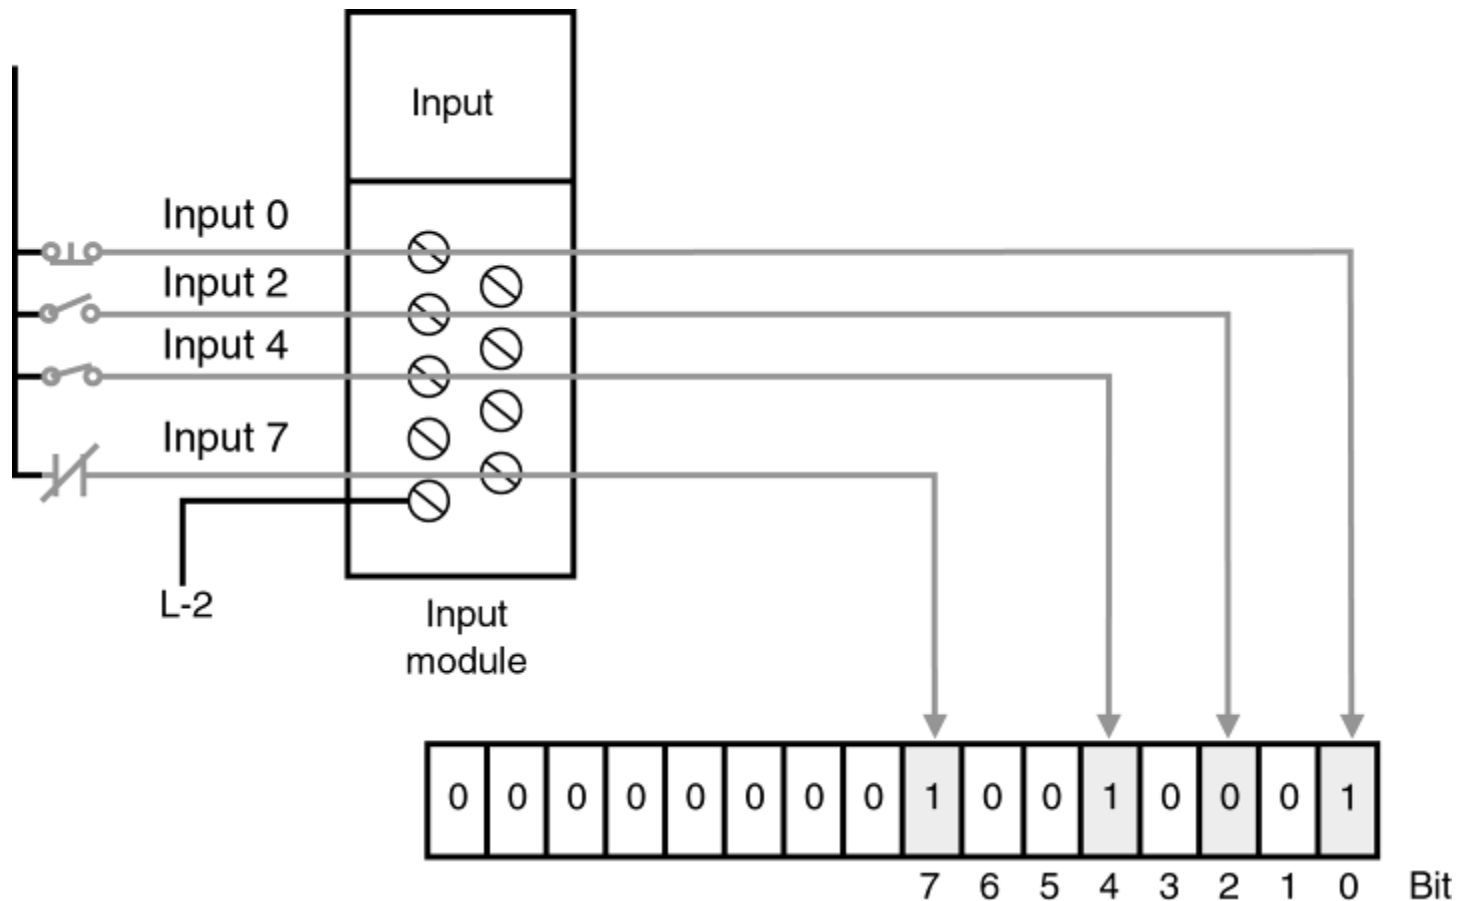 Input
Input 0
Input 2
Input 4
Input 7
L-2
Input
module
0 0 0 0 0 0 0 0 1 0 0 1 0 0 0 1
7 6 5 4 3 2 1 0 Bit